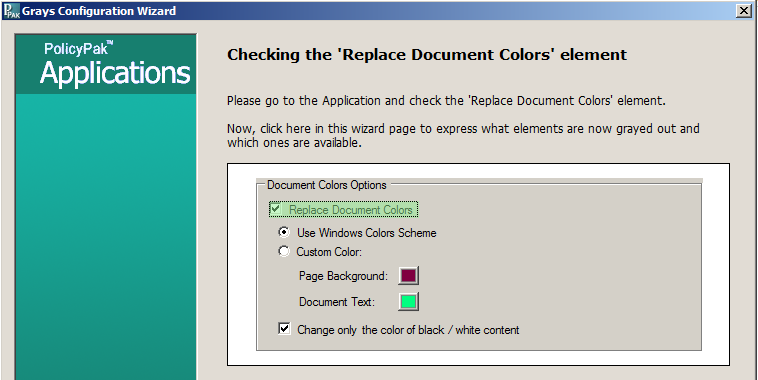 PPAK Grays Configuration Wizard
PolicyPak™
Applications
Checking the 'Replace Document Colors' element
Please go to the Application and check the 'Replace Document Colors' element.
Now, click here in this wizard page to express what elements are now grayed out and
which ones are available.
Document Colors Options
Replace Document Colors
Use Windows Colors Scheme
Custom Color:
Page Background:
Document Text:
Change only the color of black / white content